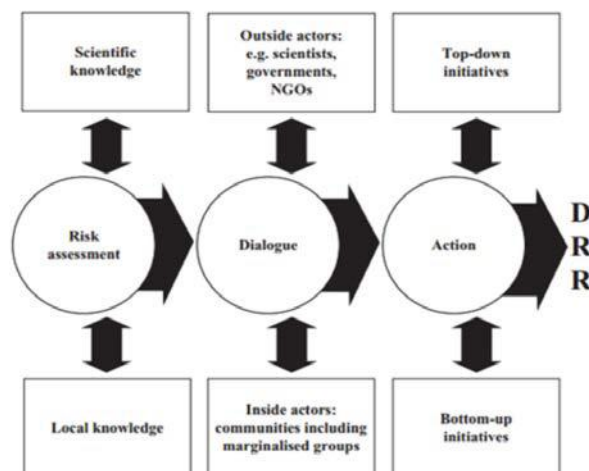 Scientific
knowledge
Outside actors:
e.g. scientists,
governments,
NGOs
Top-down
initiatives
Risk
assessment
Dialogue
Action
D
R
R
Local knowledge
Inside actors:
communities including
marginalised groups
Bottom-up
initiatives